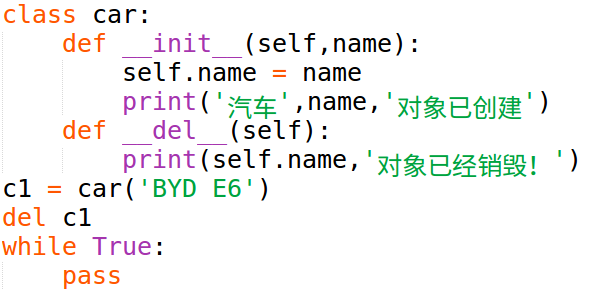 class car:
    def __init__(self,name):
        self.name = name
        print('汽车',name,'对象已创建')
    def __del__(self):
        print(self.name,'对象已经销毁！')
c1 = car('BYD E6')
del c1
while True:
    pass